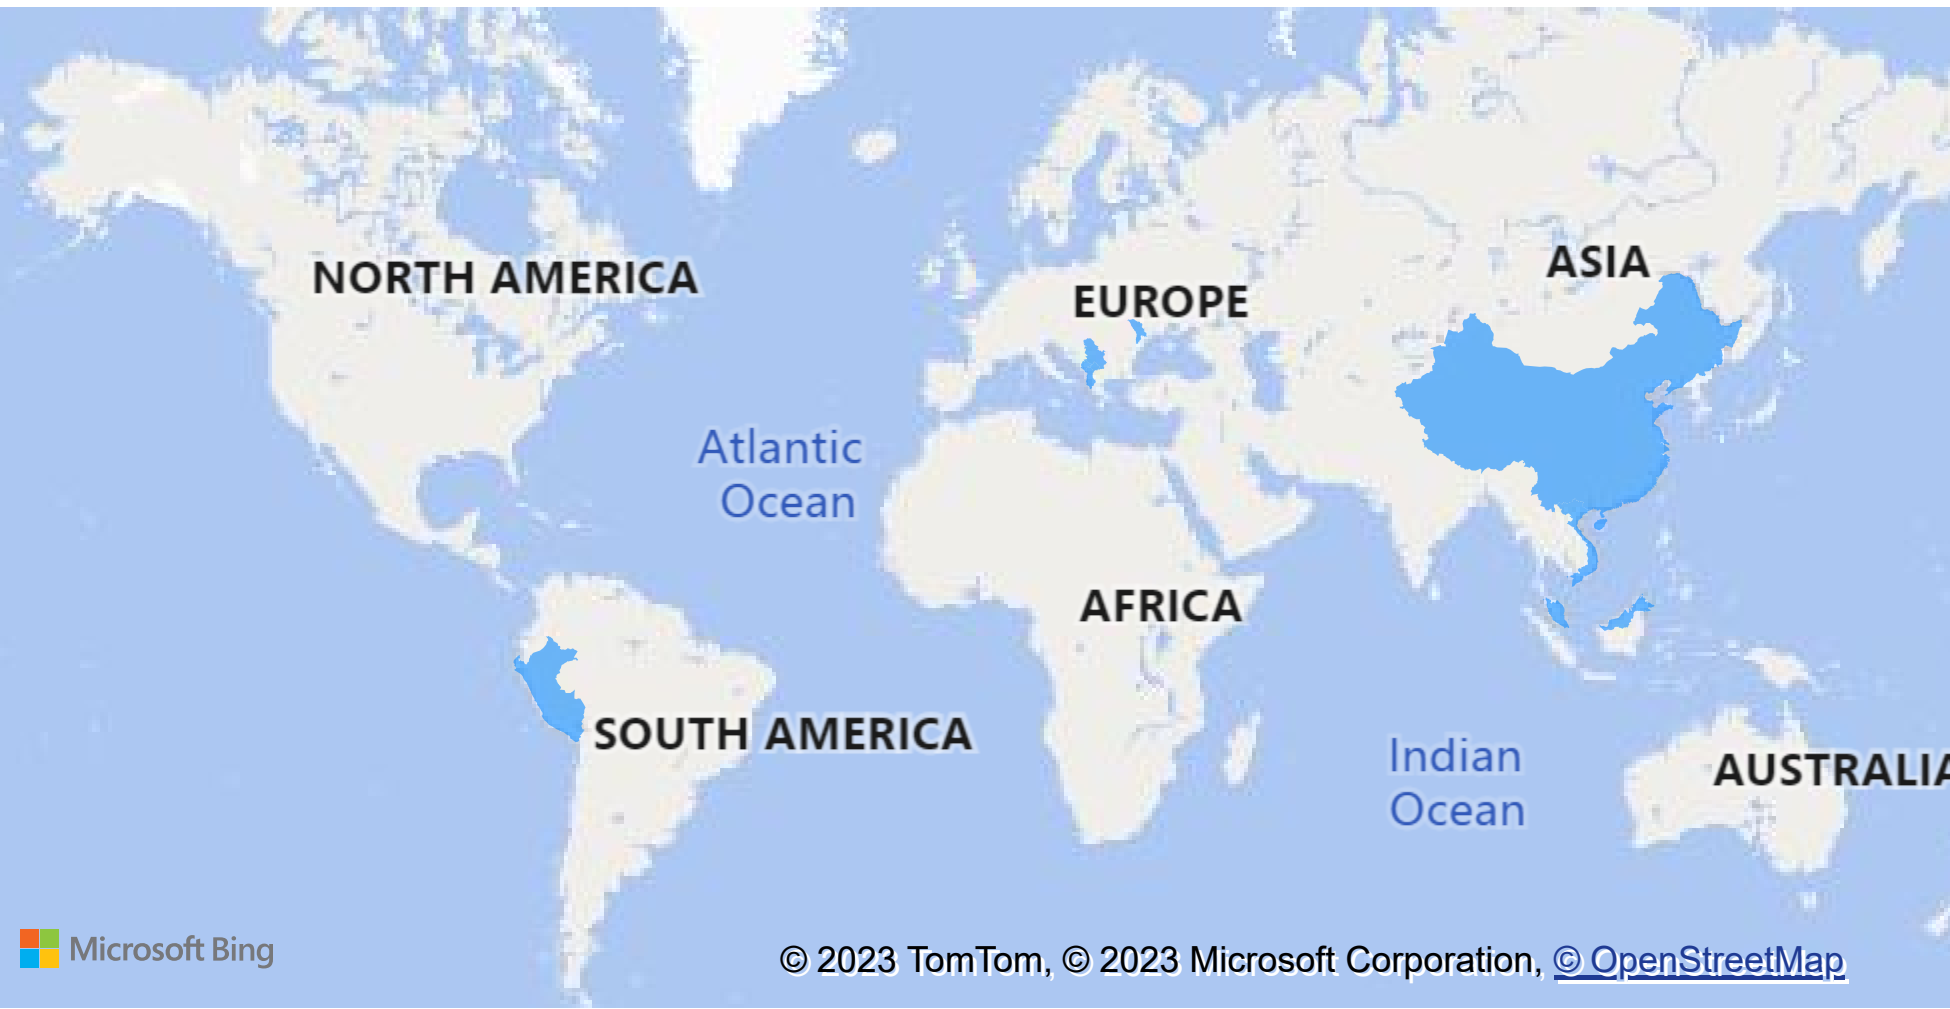 ASIA
NORTH AMERICA
EUROPE
Atlantic
Ocean
AFRICA
SOUTH AMERICA
Indian
Ocean
AUSTRALIA
Microsoft Bing
© 2023 TomTom, © 2023 Microsoft Corporation, © OpenStreetMap